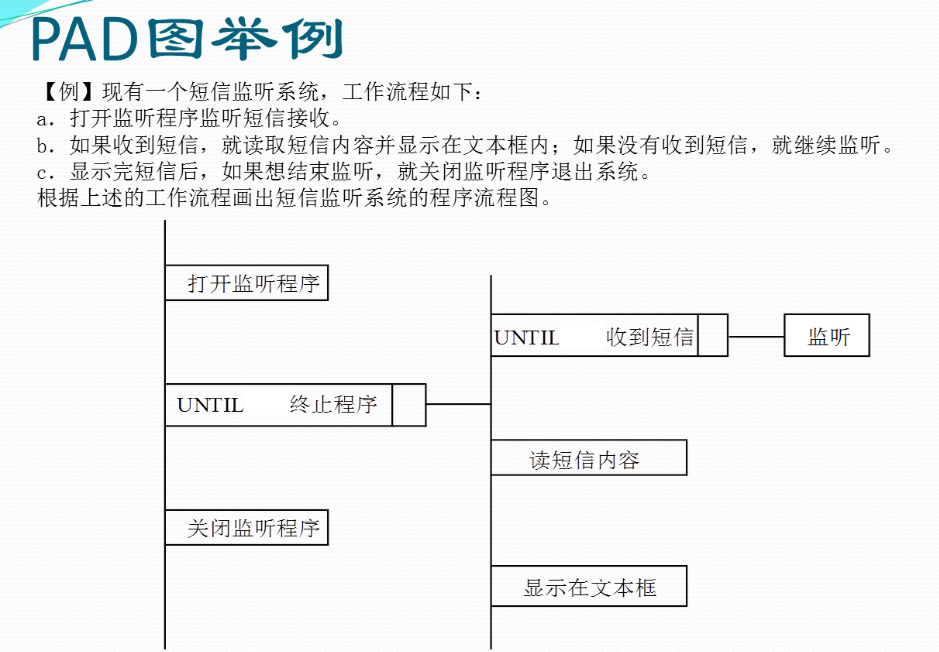 PAD图举例
【例】现有一个短信监听系统，工作流程如下：
a．打开监听程序监听短信接收。
b．如果收到短信，就读取短信内容并显示在文本框内；如果没有收到短信，就继续监听。
c．显示完短信后，如果想结束监听，就关闭监听程序退出系统。
根据上述的工作流程画出短信监听系统的程序流程图。
打开监听程序
UNTIL 终止程序
关闭监听程序
UNTIL 收到短信
监听
读短信内容
显示在文本框